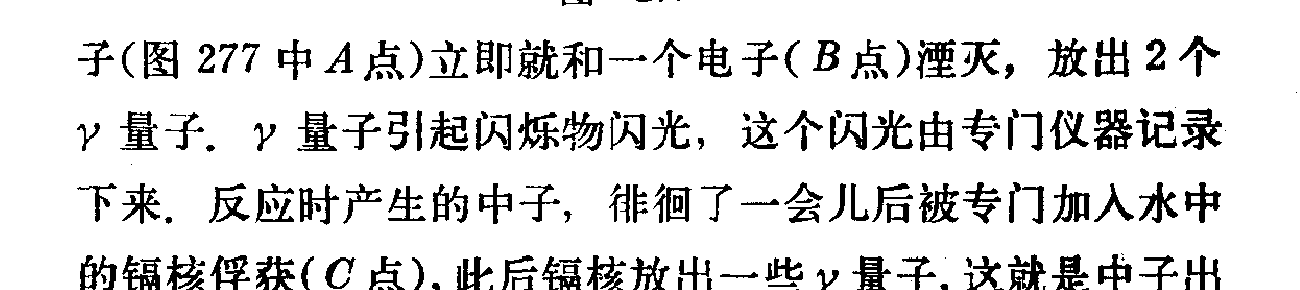 子(图 277 中 A 点)立即就和一个电子( B 点)湮灭，放出 2 个
γ 量子．γ 量子引起闪烁物闪光，这个闪光由专门仪器记录
下来．反应时产生的中子，徘徊了一会儿后被专门加入水中
的镉核俘获(C 点)．此后镉核放出一些 γ 量子．这就是中子出